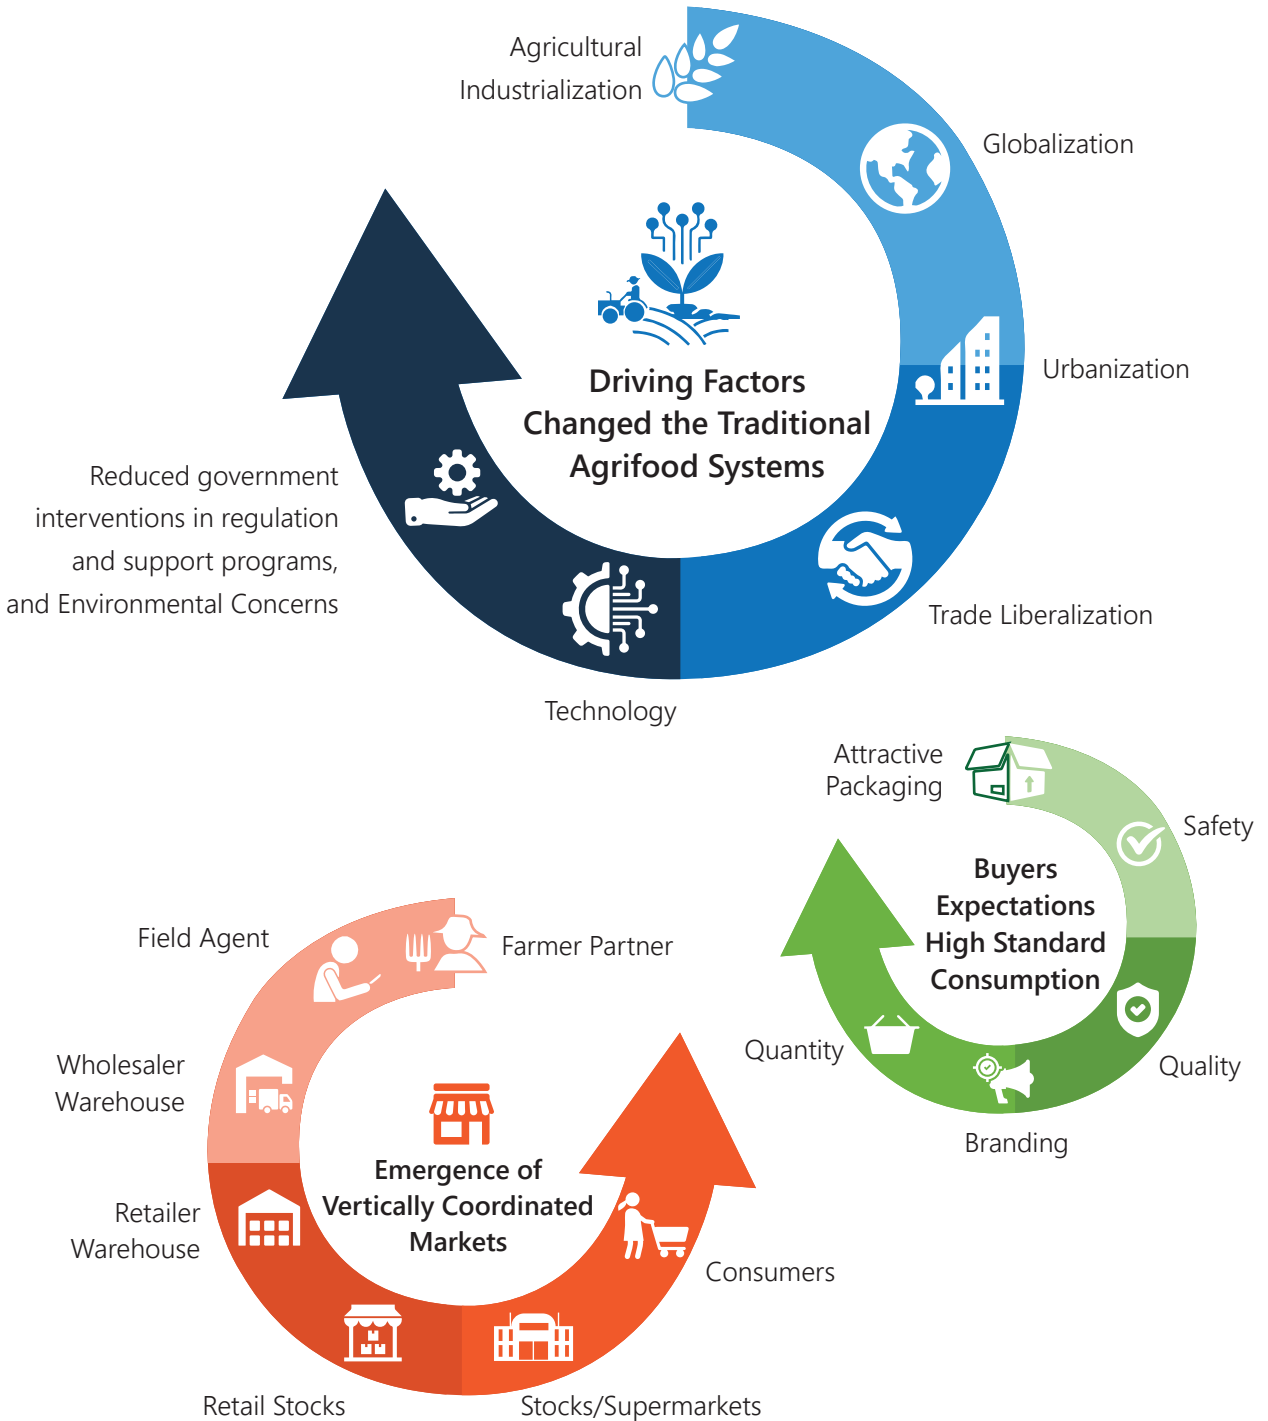 Agricultural
Industrialization
Globalization
Urbanization
Driving Factors
Changed the Traditional
Agrifood Systems
Reduced government
interventions in regulation
and support programs,
and Environmental Concerns
Trade Liberalization
Technology
Attractive
Packaging
Safety
Buyers
Expectations
High Standard
Consumption
Quantity
Quality
Branding
Field Agent
Farmer Partner
Wholesaler
Warehouse
Emergence of
Vertically Coordinated
Markets
Retailer
Warehouse
Consumers
Retail Stocks
Stocks/Supermarkets